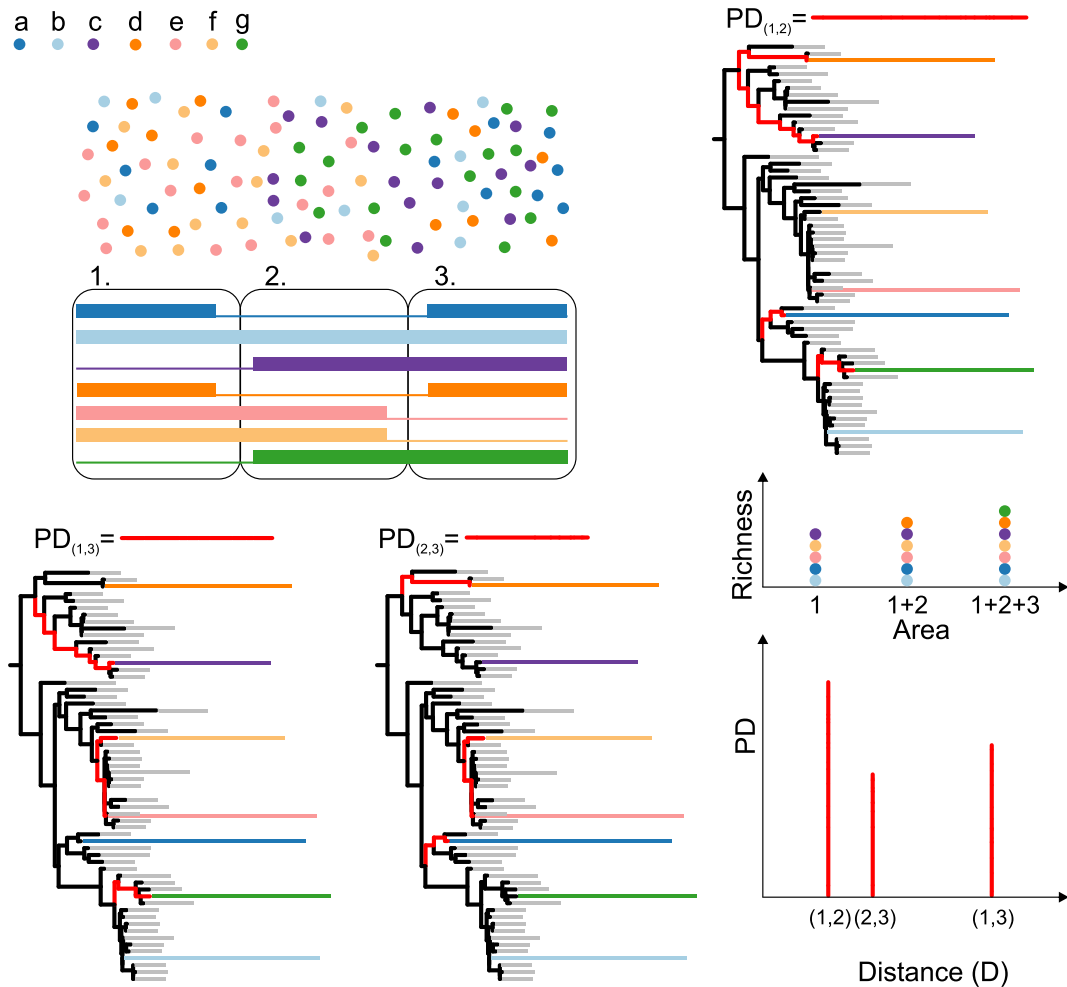 a b c d e f g
PD(1,2)=
1. 2. 3.
PD(1,3)=
PD(2,3)=
Richness
1 1+2 1+2+3
Area
PD
(1,2) (2,3) (1,3)
Distance (D)